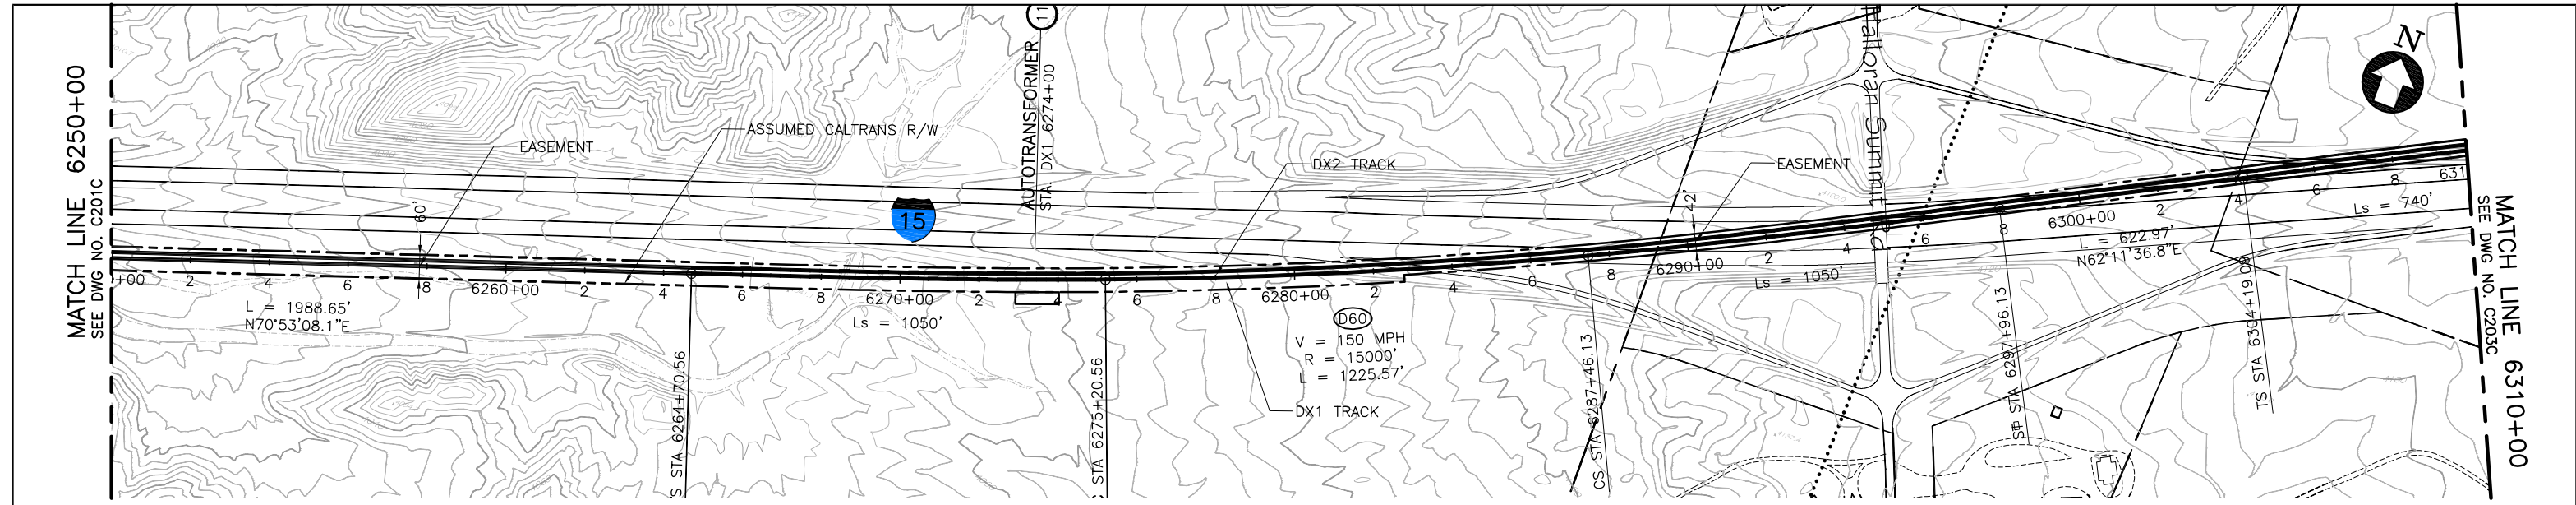 MATCH LINE 6250+00
SEE DWG NO. C201C
EASEMENT
ASSUMED CALTRANS R/W
60'
15
11
AUTOTRANSFORMER
STA. DX1 6274+00
DX2 TRACK
EASEMENT
42'
Halloran Summit Rd
N
+00
2
4
6
8
6260+00
2
4
6
8
6270+00
2
4
6
8
6280+00
2
4
6
8
6290+00
2
4
6
8
6300+00
2
4
6
8
631
L = 1988.65'
N70°53'08.1"E
S STA 6264+70.56
Ls = 1050'
STA 6275+20.56
D60
V = 150 MPH
R = 15000'
L = 1225.57'
DX1 TRACK
CS STA 6287+46.13
Ls = 1050'
ST STA 6297+96.13
L = 622.97'
N62°11'36.8"E
TS STA 6304+19.09
Ls = 740'
MATCH LINE 6310+00
SEE DWG NO. C203C